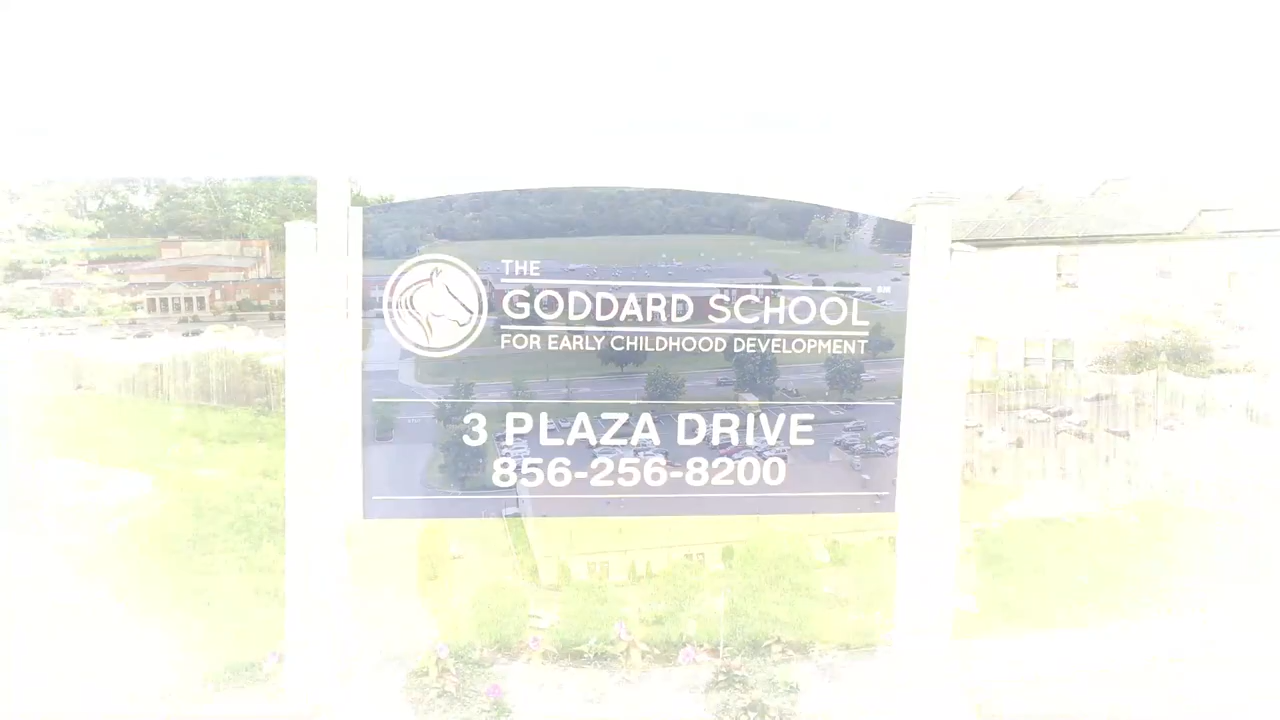 THE
GODDARD SCHOOL
FOR EARLY CHILDHOOD DEVELOPMENT
3 PLAZA DRIVE
856-256-8200